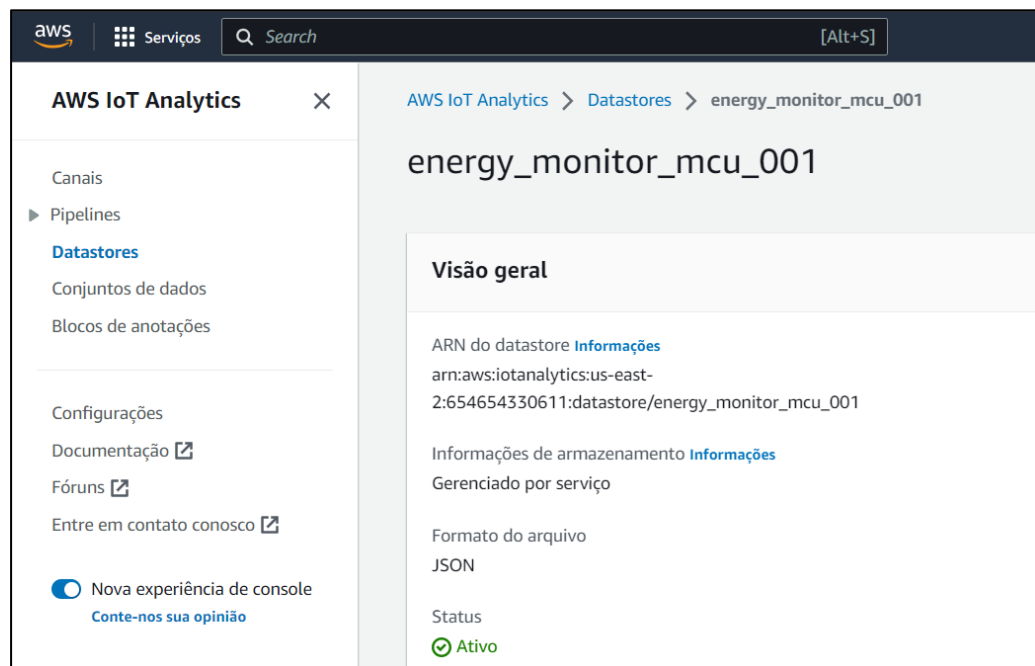 aws
Serviços
Search
[Alt+S]
AWS IoT Analytics
Canais
Pipelines
Datastores
Conjuntos de dados
Blocos de anotações
Configurações
Documentação
Fóruns
Entre em contato conosco
Nova experiência de console
Conte-nos sua opinião
AWS IoT Analytics > Datastores > energy_monitor_mcu_001
energy_monitor_mcu_001
Visão geral
ARN do datastore Informações
arn:aws:iotanalytics:us-east-
2:654654330611:datastore/energy_monitor_mcu_001
Informações de armazenamento Informações
Gerenciado por serviço
Formato do arquivo
JSON
Status
Ativo